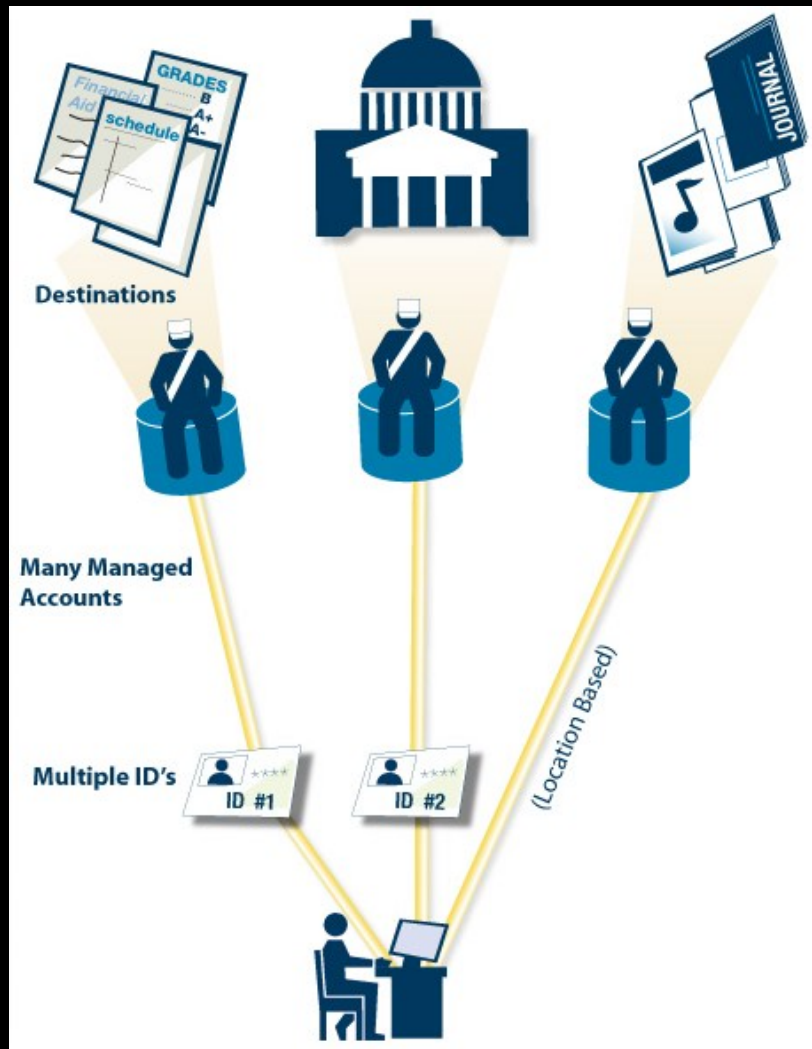 GRADES
B
A+
A-
Financial
Aid
schedule
JOURNAL
Destinations
Many Managed
Accounts
(Location Based)
Multiple ID's
****
ID #1
****
ID #2